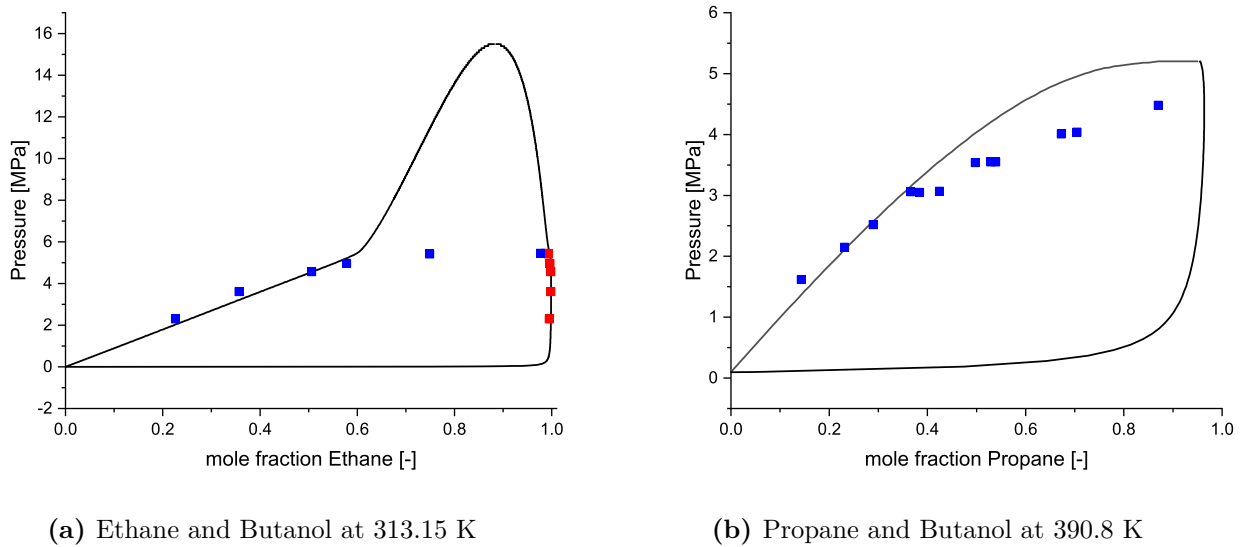 16
14
12
10
8
6
4
2
0
-2
Pressure [MPa]
0.0 0.2 0.4 0.6 0.8 1.0
mole fraction Ethane [-]
(a) Ethane and Butanol at 313.15 K
6
5
4
3
2
1
0
Pressure [MPa]
0.0 0.2 0.4 0.6 0.8 1.0
mole fraction Propane [-]
(b) Propane and Butanol at 390.8 K